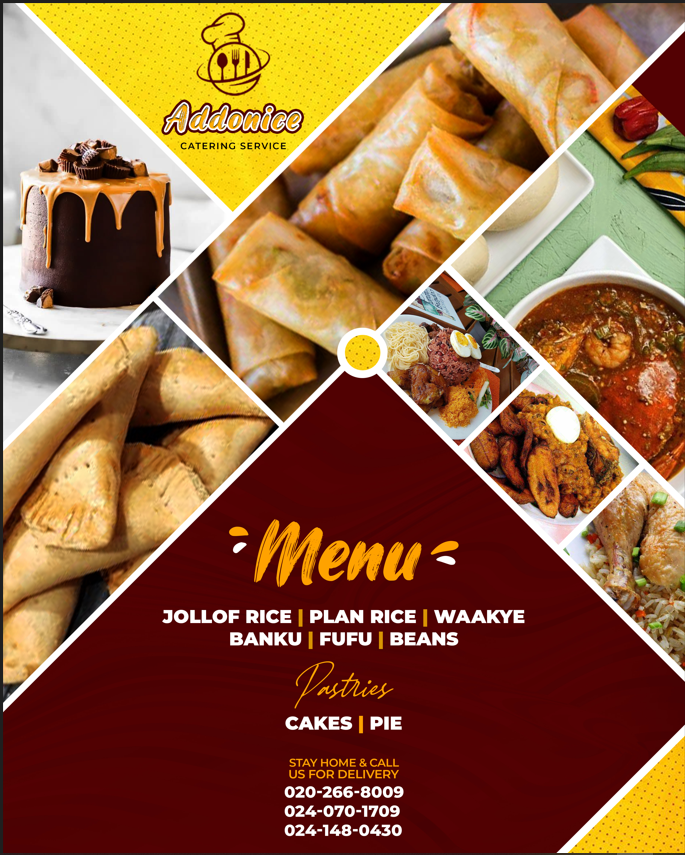 Addonice
CATERING SERVICE
Menu
JOLLOF RICE | PLAN RICE | WAAKYE
BANKU | FUFU | BEANS
Pastries
CAKES | PIE
STAY HOME & CALL
US FOR DELIVERY
020-266-8009
024-070-1709
024-148-0430